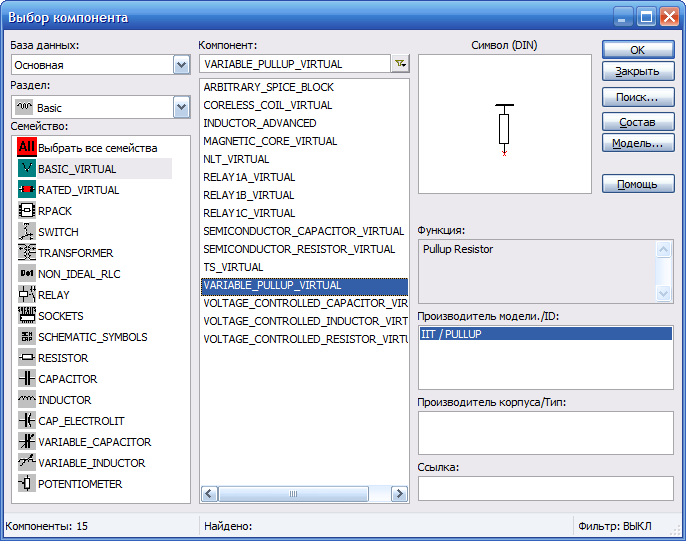 Выбор компонента
База данных:
Основная
Раздел:
Basic
Семейство:
All Выбрать все семейства
BASIC_VIRTUAL
RATED_VIRTUAL
RPACK
SWITCH
TRANSFORMER
NON_IDEAL_RLC
RELAY
SOCKETS
SCHEMATIC_SYMBOLS
RESISTOR
CAPACITOR
INDUCTOR
CAP_ELECTROLIT
VARIABLE_CAPACITOR
VARIABLE_INDUCTOR
POTENTIOMETER
Компонент:
VARIABLE_PULLUP_VIRTUAL
ARBITRARY_SPICE_BLOCK
CORELESS_COIL_VIRTUAL
INDUCTOR_ADVANCED
MAGNETIC_CORE_VIRTUAL
NLT_VIRTUAL
RELAY1A_VIRTUAL
RELAY1B_VIRTUAL
RELAY1C_VIRTUAL
SEMICONDUCTOR_CAPACITOR_VIRTUAL
SEMICONDUCTOR_RESISTOR_VIRTUAL
TS_VIRTUAL
VARIABLE_PULLUP_VIRTUAL
VOLTAGE_CONTROLLED_CAPACITOR_VIR
VOLTAGE_CONTROLLED_INDUCTOR_VIRT
VOLTAGE_CONTROLLED_RESISTOR_VIRTU
Символ (DIN)
Функция:
Pullup Resistor
Производитель модели./ID:
IIT / PULLUP
Производитель корпуса/Тип:
Ссылка:
OK
Закрыть
Поиск...
Состав
Модель...
Помощь
Компоненты: 15
Найдено:
Фильтр: ВЫКЛ